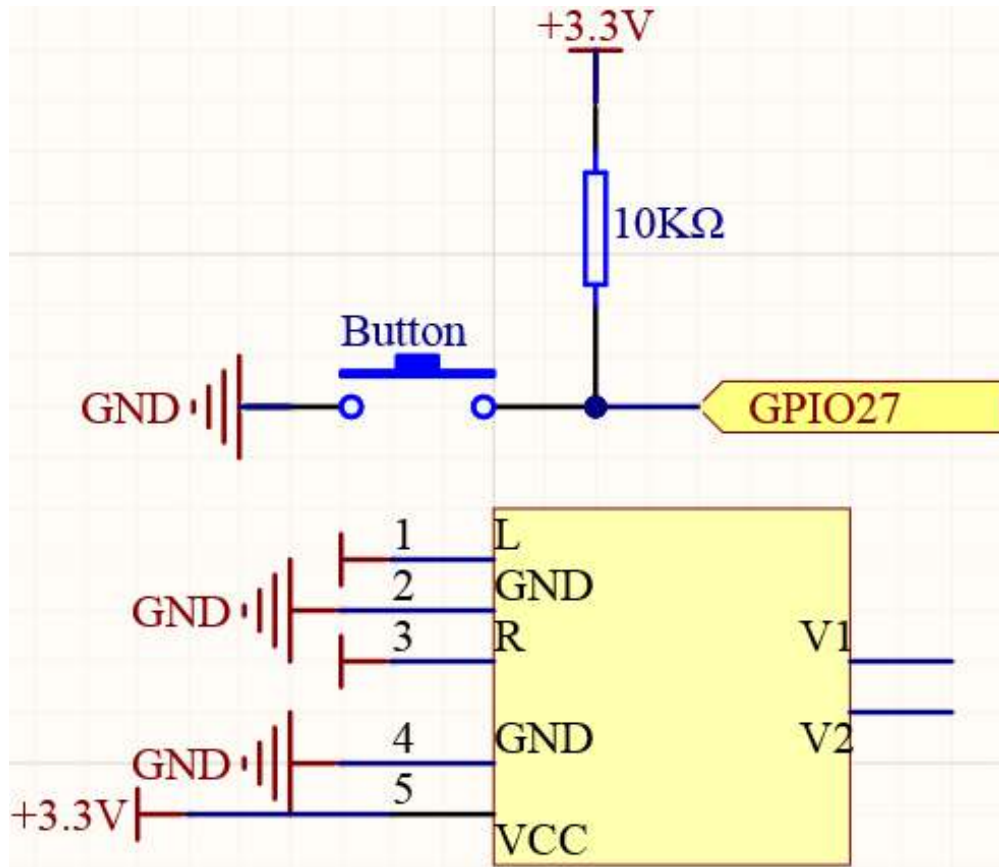 +3.3V
10KΩ
Button
GND
GPIO27
1 L
GND 2 GND
3 R
V1
GND 4 GND
V2
5
+3.3V
VCC